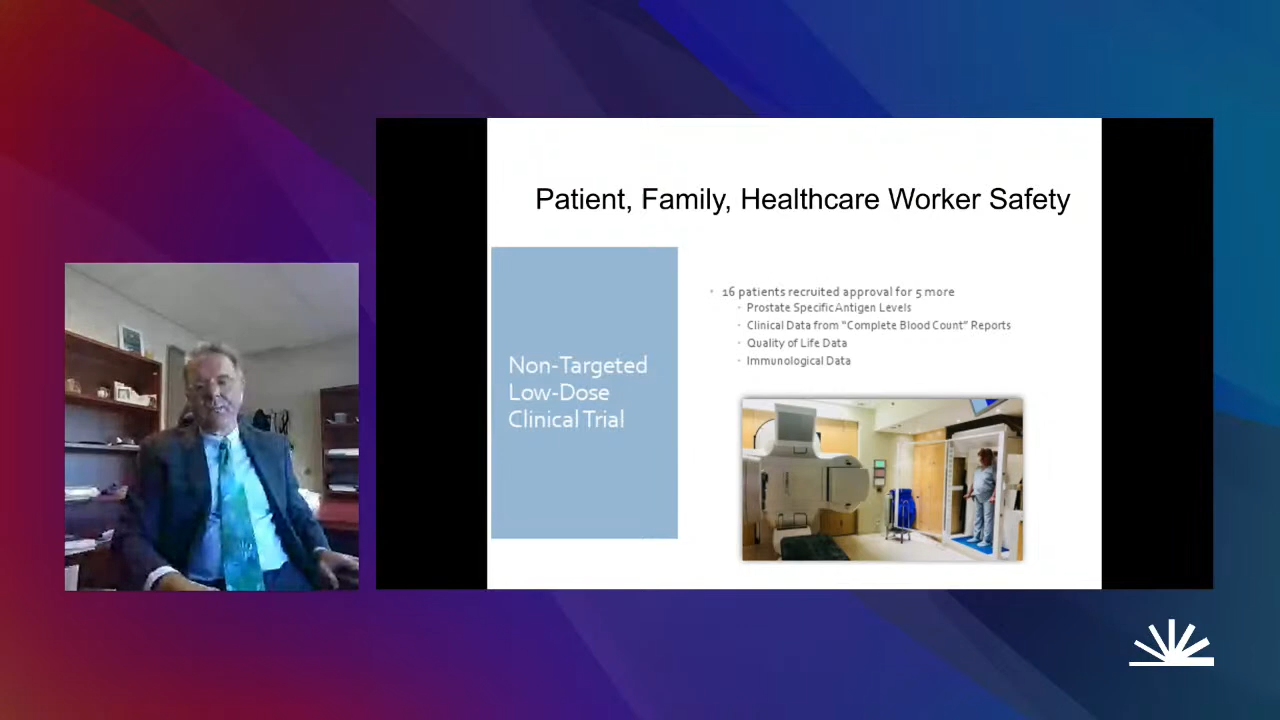 Patient, Family, Healthcare Worker Safety
Non-Targeted
Low-Dose
Clinical Trial
• 16 patients recruited approval for 5 more
• Prostate Specific Antigen Levels
• Clinical Data from “Complete Blood Count” Reports
• Quality of Life Data
• Immunological Data